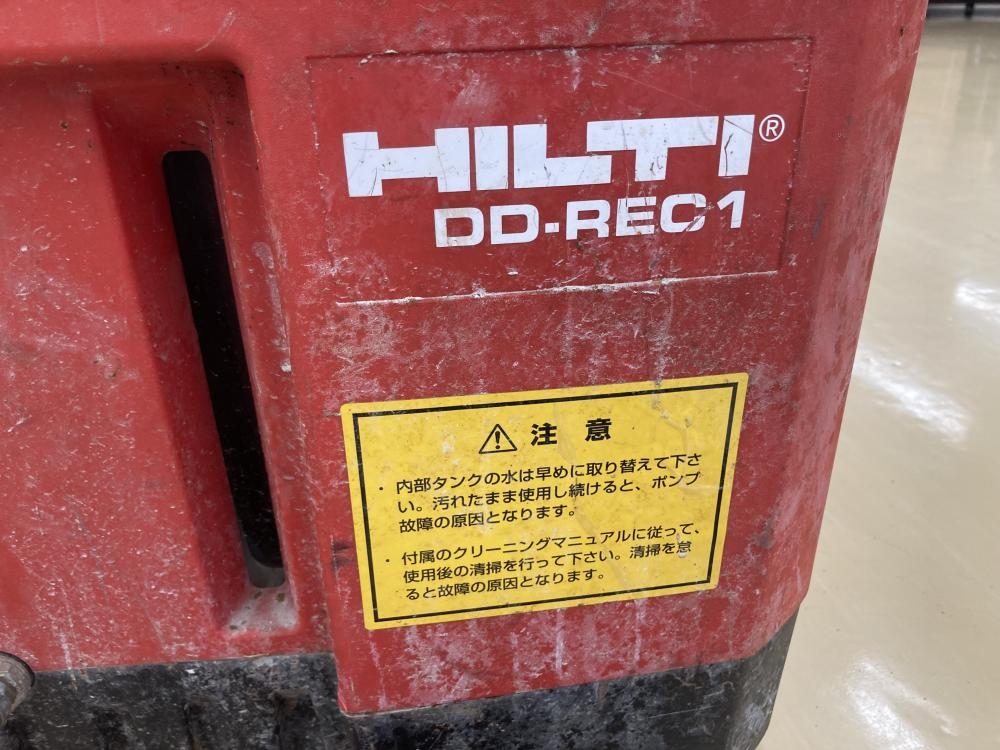 HILTI®
DD-REC1
⚠ 注意
・内部タンクの水は早めに取り替えて下さ
い。汚れたまま使用し続けると、ポンプ
故障の原因となります。
・付属のクリーニングマニュアルに従って、
使用後の清掃を行って下さい。清掃を怠
ると故障の原因となります。